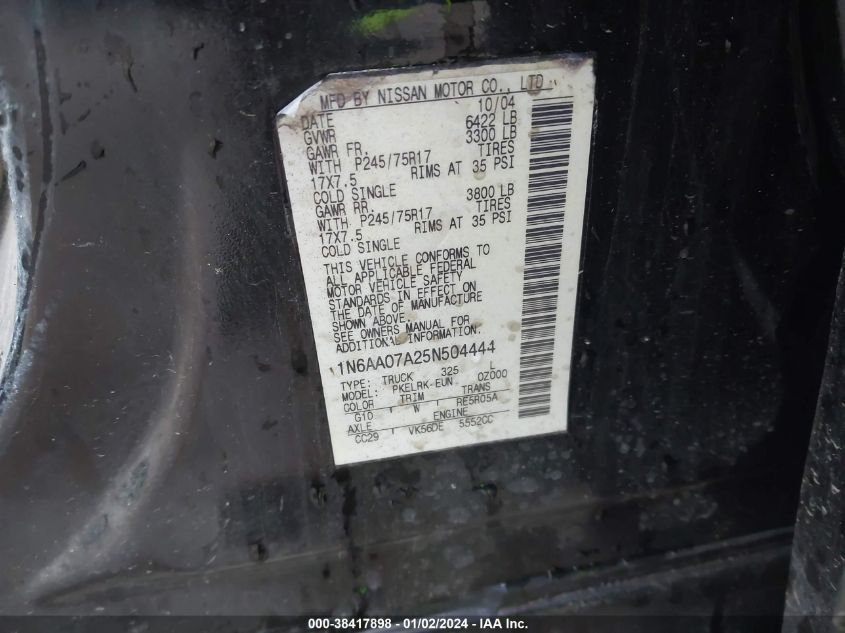 MFD BY NISSAN MOTOR CO., LTD.
DATE 10/04
GVWR 6422 LB
GAWR FR. 3300 LB
WITH P245/75R17 TIRES
17X7.5 RIMS AT 35 PSI
COLD SINGLE
GAWR RR. 3800 LB
WITH P245/75R17 TIRES
17X7.5 RIMS AT 35 PSI
COLD SINGLE
THIS VEHICLE CONFORMS TO
ALL APPLICABLE FEDERAL
MOTOR VEHICLE SAFETY
STANDARDS IN EFFECT ON
THE DATE OF MANUFACTURE
SHOWN ABOVE.
SEE OWNERS MANUAL FOR
ADDITIONAL INFORMATION.
1N6AA07A25N504444
TYPE: TRUCK 325 L
MODEL: PKELRK-EUN 0Z000
COLOR TRIM TRANS
G10 W RE5R05A
AXLE ENGINE
CC29 VK56DE 5552CC
000-38417898 - 01/02/2024 - IAA Inc.